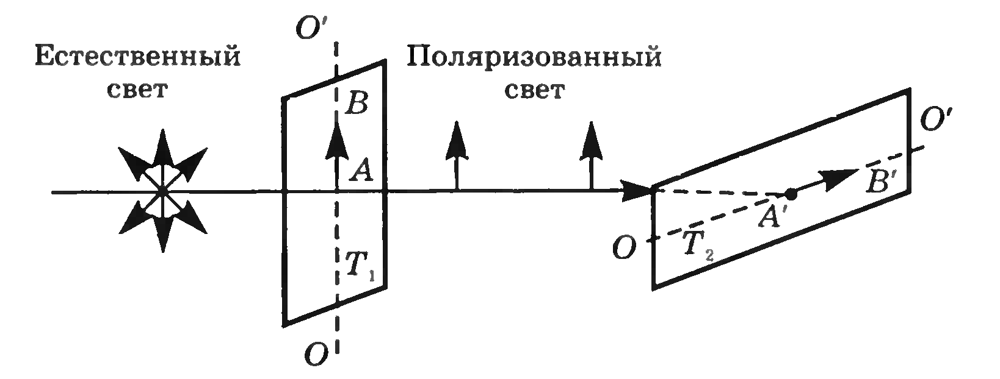 O'
Естественный
свет
Поляризованный
свет
B
A
T₁
O
O'
B'
A'
O
T₂